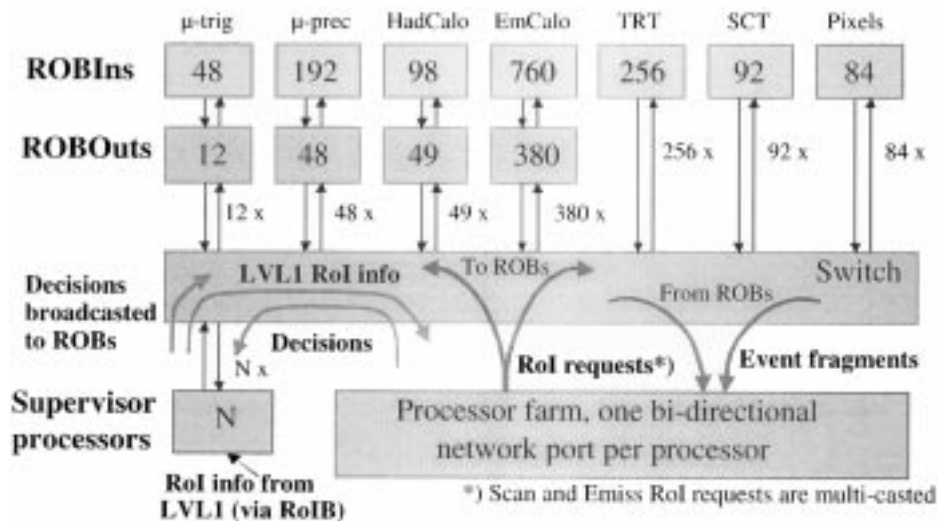 μ-trig μ-prec HadCalo EmCalo TRT SCT Pixels
ROBIns 48 192 98 760 256 92 84
ROBOuts 12 48 49 380
256 x 92 x 84 x
12 x 48 x 49 x 380 x
LVL1 RoI info To ROBs Switch
From ROBs
Decisions
broadcasted
to ROBs
Decisions
N x
RoI requests*)
Event fragments
Supervisor
processors
N
Processor farm, one bi-directional
network port per processor
RoI info from
LVL1 (via RoIB)
*) Scan and Emiss RoI requests are multi-casted